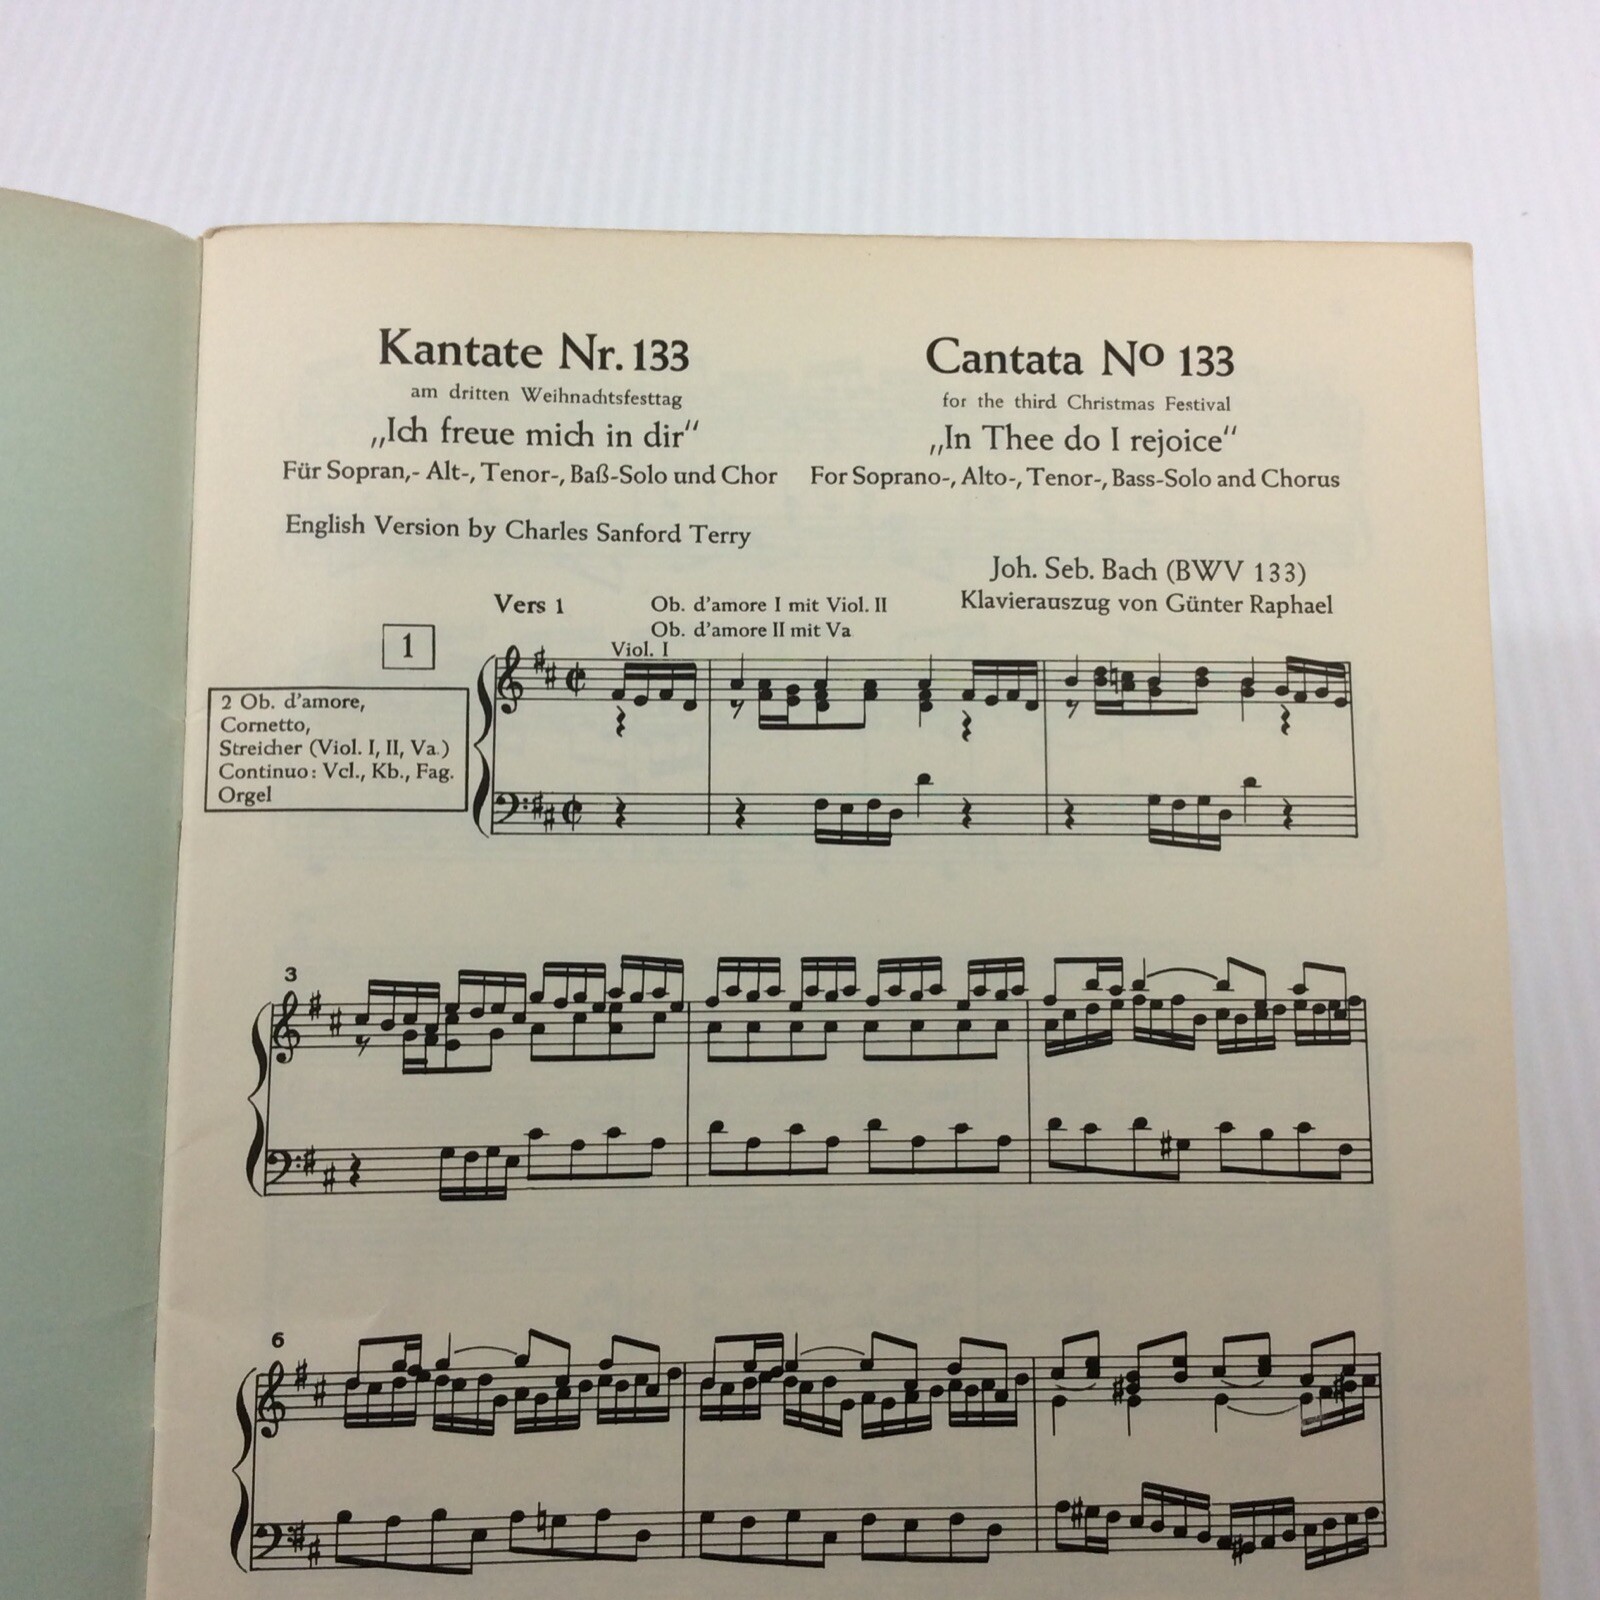 Kantate Nr. 133
am dritten Weihnachtsfesttag
„Ich freue mich in dir“
Für Sopran,- Alt-, Tenor-, Baß-Solo und Chor
Cantata No 133
for the third Christmas Festival
„In Thee do I rejoice“
For Soprano-, Alto-, Tenor-, Bass-Solo and Chorus
English Version by Charles Sanford Terry
Joh. Seb. Bach (BWV 133)
Klavierauszug von Günter Raphael
Vers 1
Ob. d'amore I mit Viol. II
Ob. d'amore II mit Va
Viol. I
1
2 Ob. d'amore,
Cornetto,
Streicher (Viol. I, II, Va.)
Continuo: Vcl., Kb., Fag.
Orgel
3
6